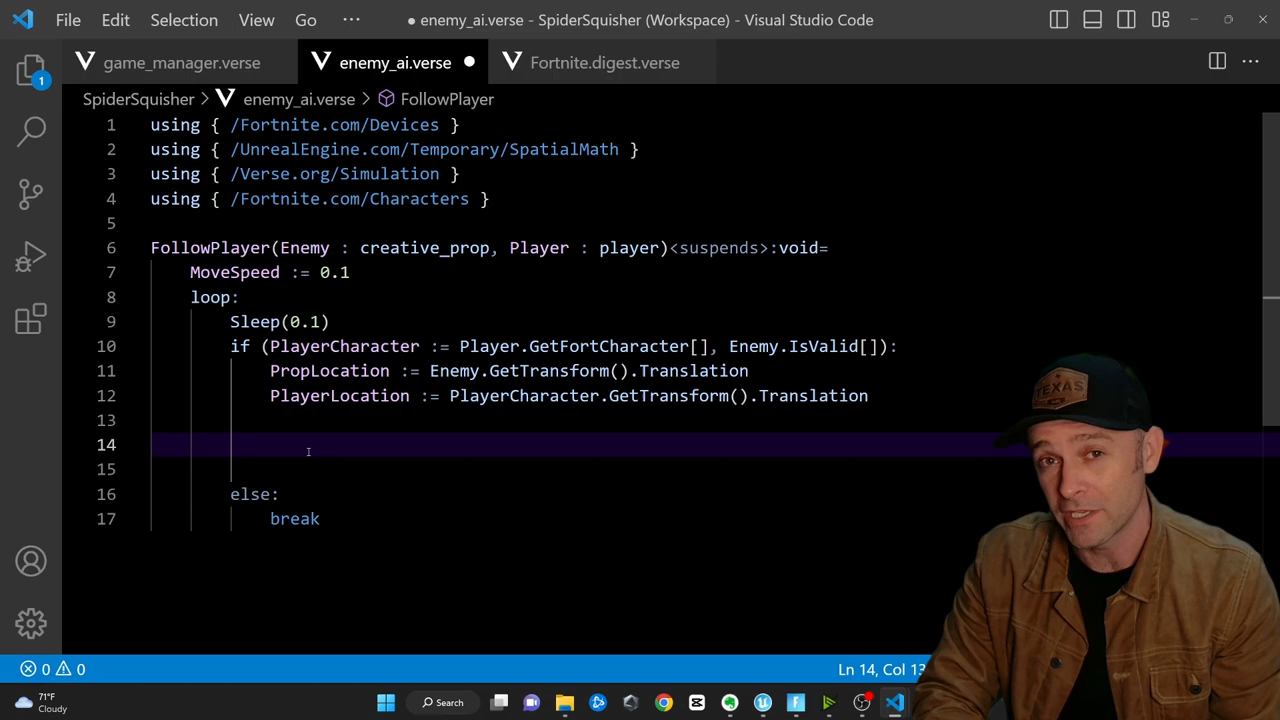 File Edit Selection View Go ··· ● enemy_ai.verse - SpiderSquisher (Workspace) - Visual Studio Code
game_manager.verse enemy_ai.verse ● Fortnite.digest.verse ···
1
SpiderSquisher > enemy_ai.verse > FollowPlayer
1 using { /Fortnite.com/Devices }
2 using { /UnrealEngine.com/Temporary/SpatialMath }
3 using { /Verse.org/Simulation }
4 using { /Fortnite.com/Characters }
5
6 FollowPlayer(Enemy : creative_prop, Player : player)<suspends>:void=
7 MoveSpeed := 0.1
8 loop:
9 Sleep(0.1)
10 if (PlayerCharacter := Player.GetFortCharacter[], Enemy.IsValid[]):
11 PropLocation := Enemy.GetTransform().Translation
12 PlayerLocation := PlayerCharacter.GetTransform().Translation
13
14
15
16 else:
17 break
TEXAS
0 0 Ln 14, Col 13
71°F
Cloudy
Search